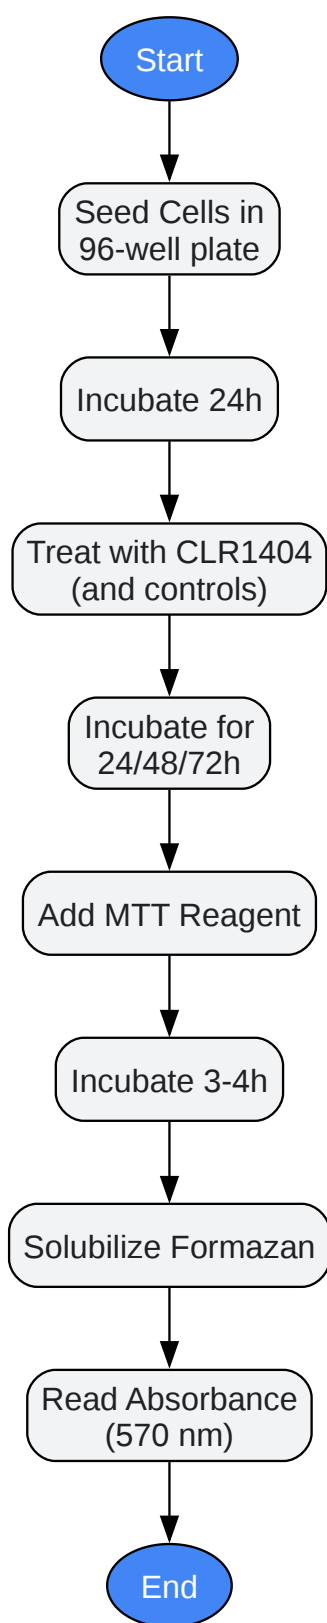 Start
Seed Cells in
96-well plate
Incubate 24h
Treat with CLR1404
(and controls)
Incubate for
24/48/72h
Add MTT Reagent
Incubate 3-4h
Solubilize Formazan
Read Absorbance
(570 nm)
End